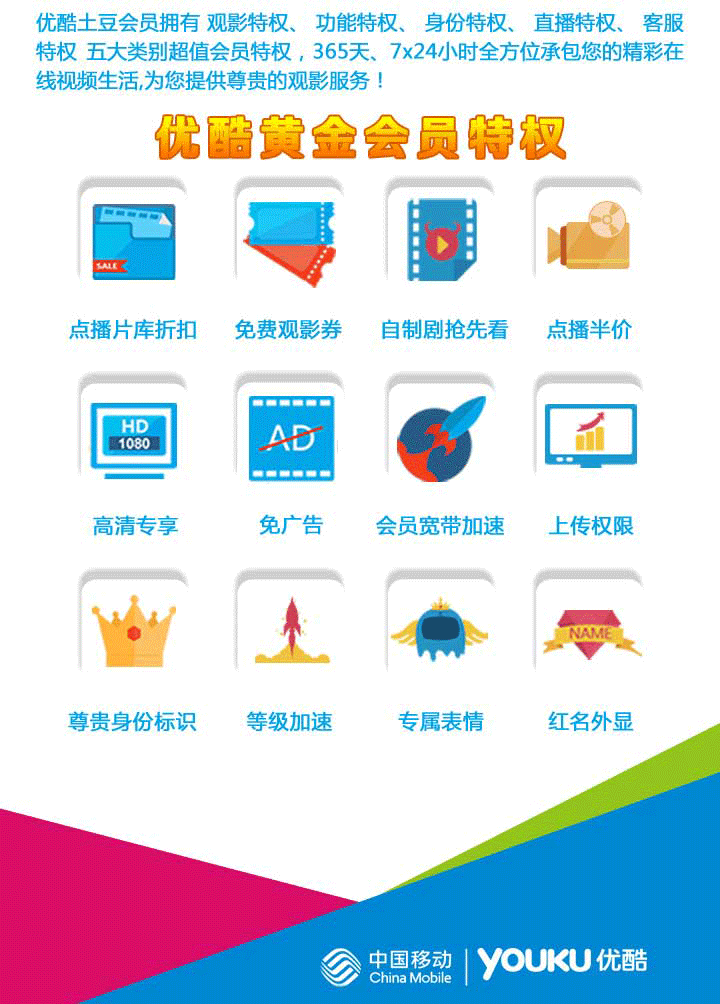 优酷土豆会员拥有 观影特权、 功能特权、 身份特权、 直播特权、 客服
特权 五大类别超值会员特权，365天、7x24小时全方位承包您的精彩在
线视频生活,为您提供尊贵的观影服务！
优酷黄金会员特权
SALE
点播片库折扣 免费观影券 自制剧抢先看 点播半价
HD
1080
AD
高清专享 免广告 会员宽带加速 上传权限
NAME
尊贵身份标识 等级加速 专属表情 红名外显
中国移动
China Mobile
YOUKU 优酷